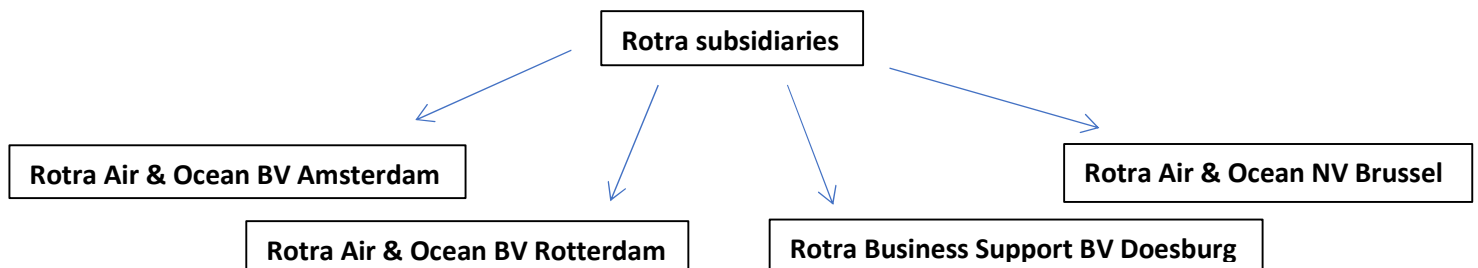 Rotra subsidiaries
Rotra Air & Ocean BV Amsterdam
Rotra Air & Ocean NV Brussel
Rotra Air & Ocean BV Rotterdam
Rotra Business Support BV Doesburg